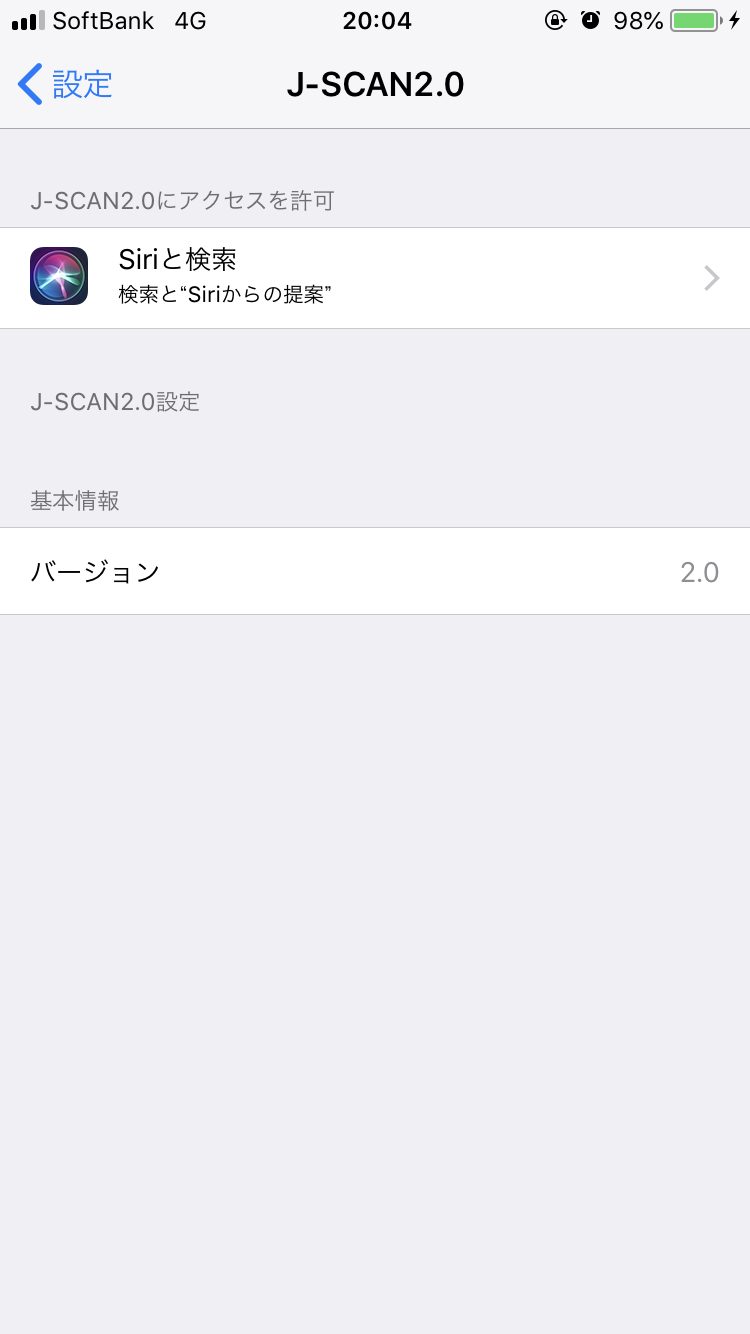 SoftBank 4G 20:04 98%
設定 J-SCAN2.0
J-SCAN2.0にアクセスを許可
Siriと検索
検索と“Siriからの提案”
J-SCAN2.0設定
基本情報
バージョン 2.0